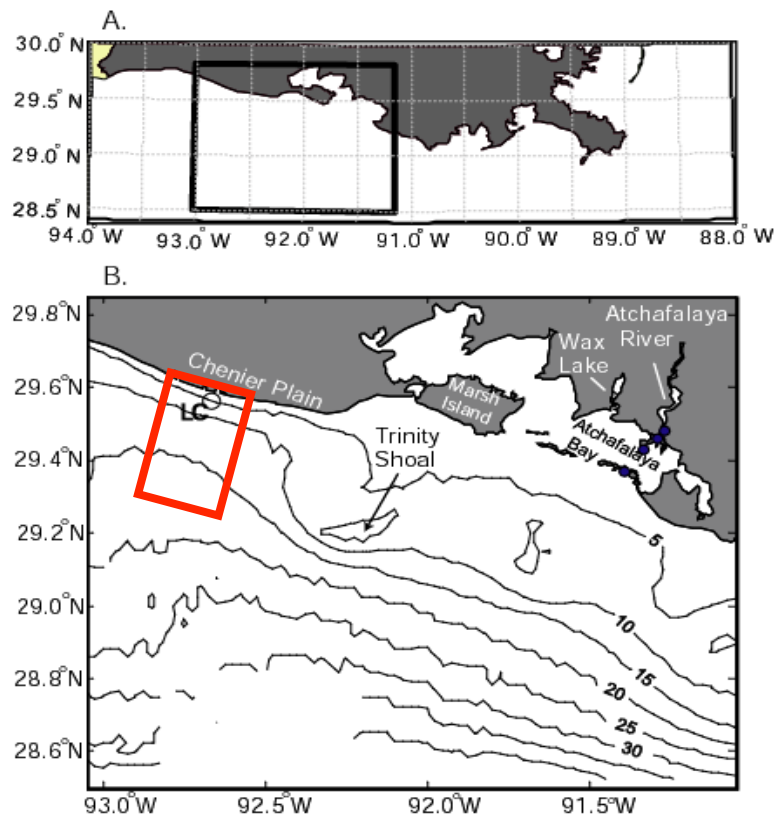 A.
30.0° N
29.5° N
29.0° N
28.5° N
94.0° W 93.0° W 92.0° W 91.0° W 90.0° W 89.0° W 88.0° W
B.
29.8°N
29.6°N
29.4°N
29.2°N
29.0°N
28.8°N
28.6°N
Atchafalaya
River
Wax
Lake
Chenier Plain
Marsh
Island
LC
Trinity
Shoal
Atchafalaya
Bay
5
10
15
20
25
30
93.0°W 92.5°W 92.0°W 91.5°W